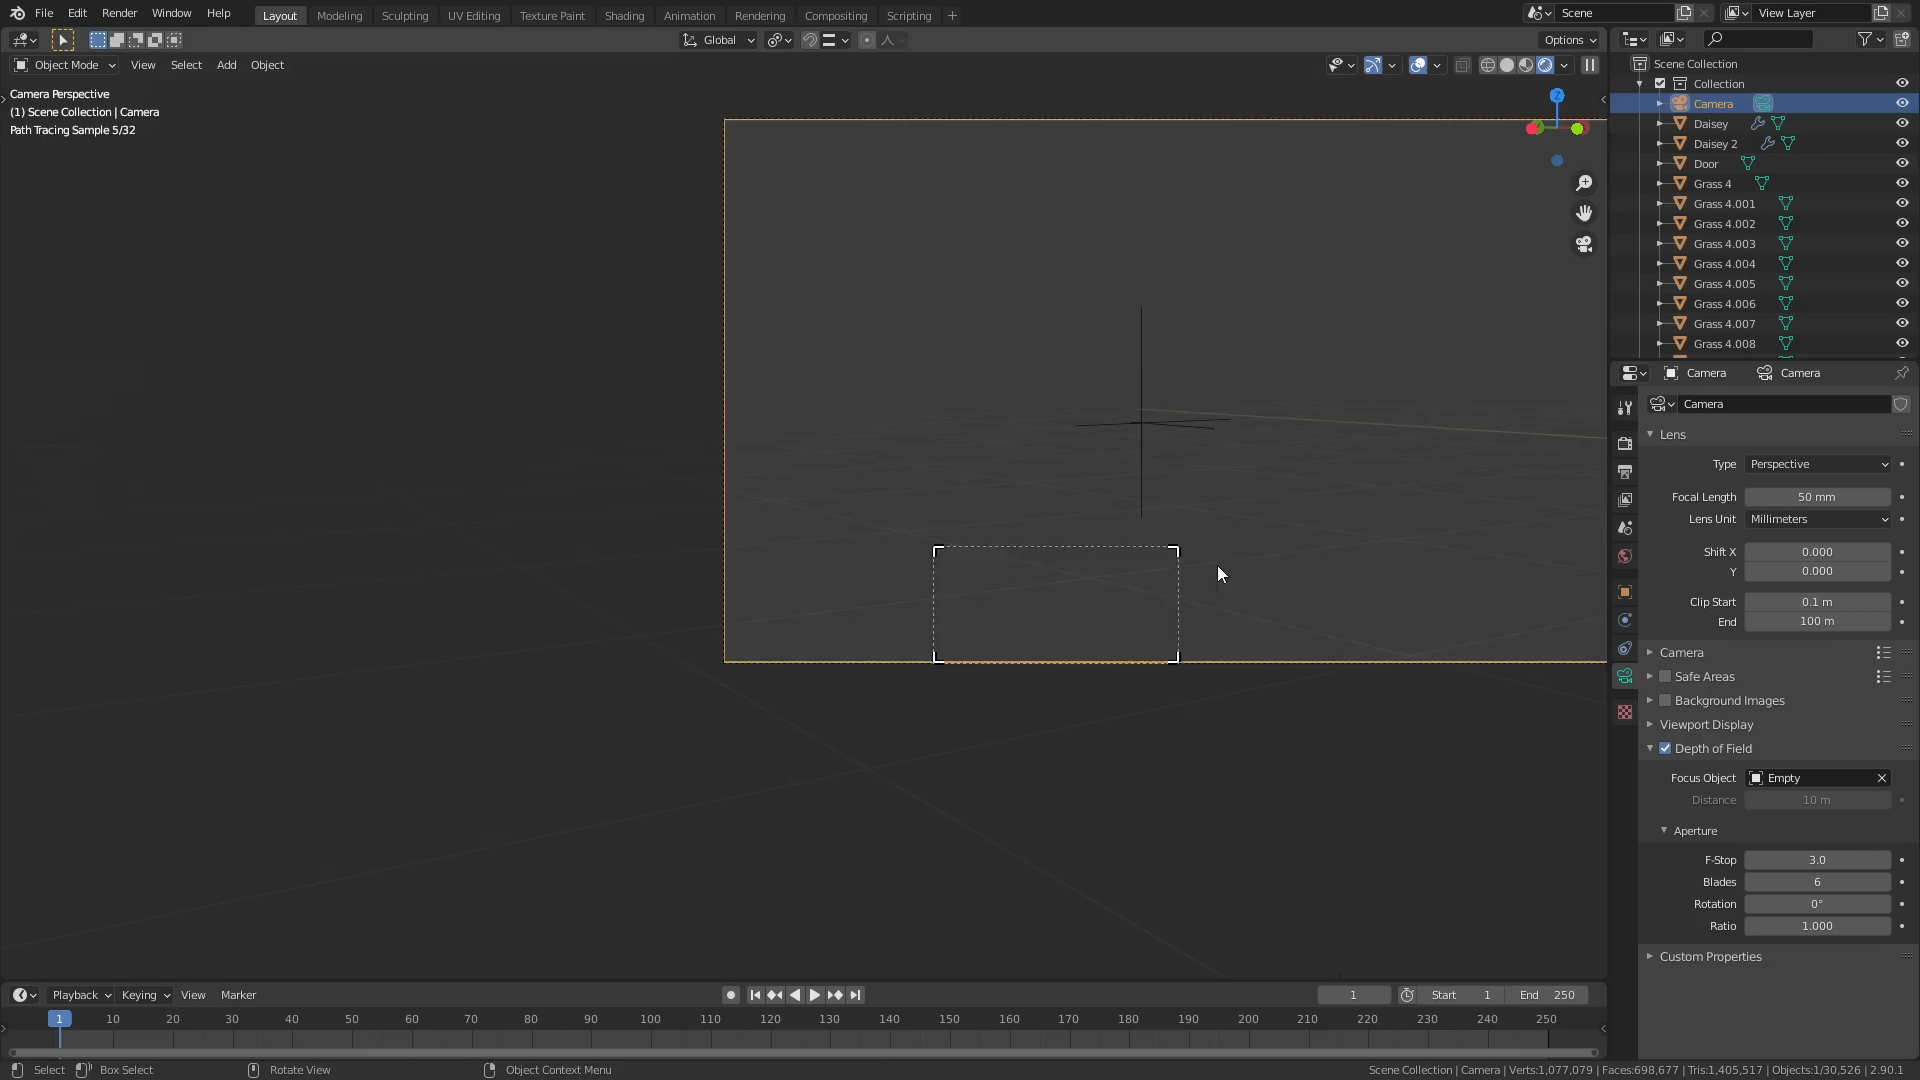 File Edit Render Window Help Layout Modeling Sculpting UV Editing Texture Paint Shading Animation Rendering Compositing Scripting + Scene View Layer
Global Options
Object Mode View Select Add Object
Camera Perspective
(1) Scene Collection | Camera
Path Tracing Sample 5/32
Z
Scene Collection
Collection
Camera
Daisey
Daisey 2
Door
Grass 4
Grass 4.001
Grass 4.002
Grass 4.003
Grass 4.004
Grass 4.005
Grass 4.006
Grass 4.007
Grass 4.008
Camera Camera
Camera
Lens
Type Perspective
Focal Length 50 mm
Lens Unit Millimeters
Shift X 0.000
Y 0.000
Clip Start 0.1 m
End 100 m
Camera
Safe Areas
Background Images
Viewport Display
Depth of Field
Focus Object Empty
Distance 10 m
Aperture
F-Stop 3.0
Blades 6
Rotation 0°
Ratio 1.000
Custom Properties
Playback Keying View Marker 1 Start 1 End 250
1 10 20 30 40 50 60 70 80 90 100 110 120 130 140 150 160 170 180 190 200 210 220 230 240 250
Select Box Select Rotate View Object Context Menu Scene Collection | Camera | Verts:1,077,079 | Faces:698,677 | Tris:1,405,517 | Objects:1/30,526 | 2.90.1